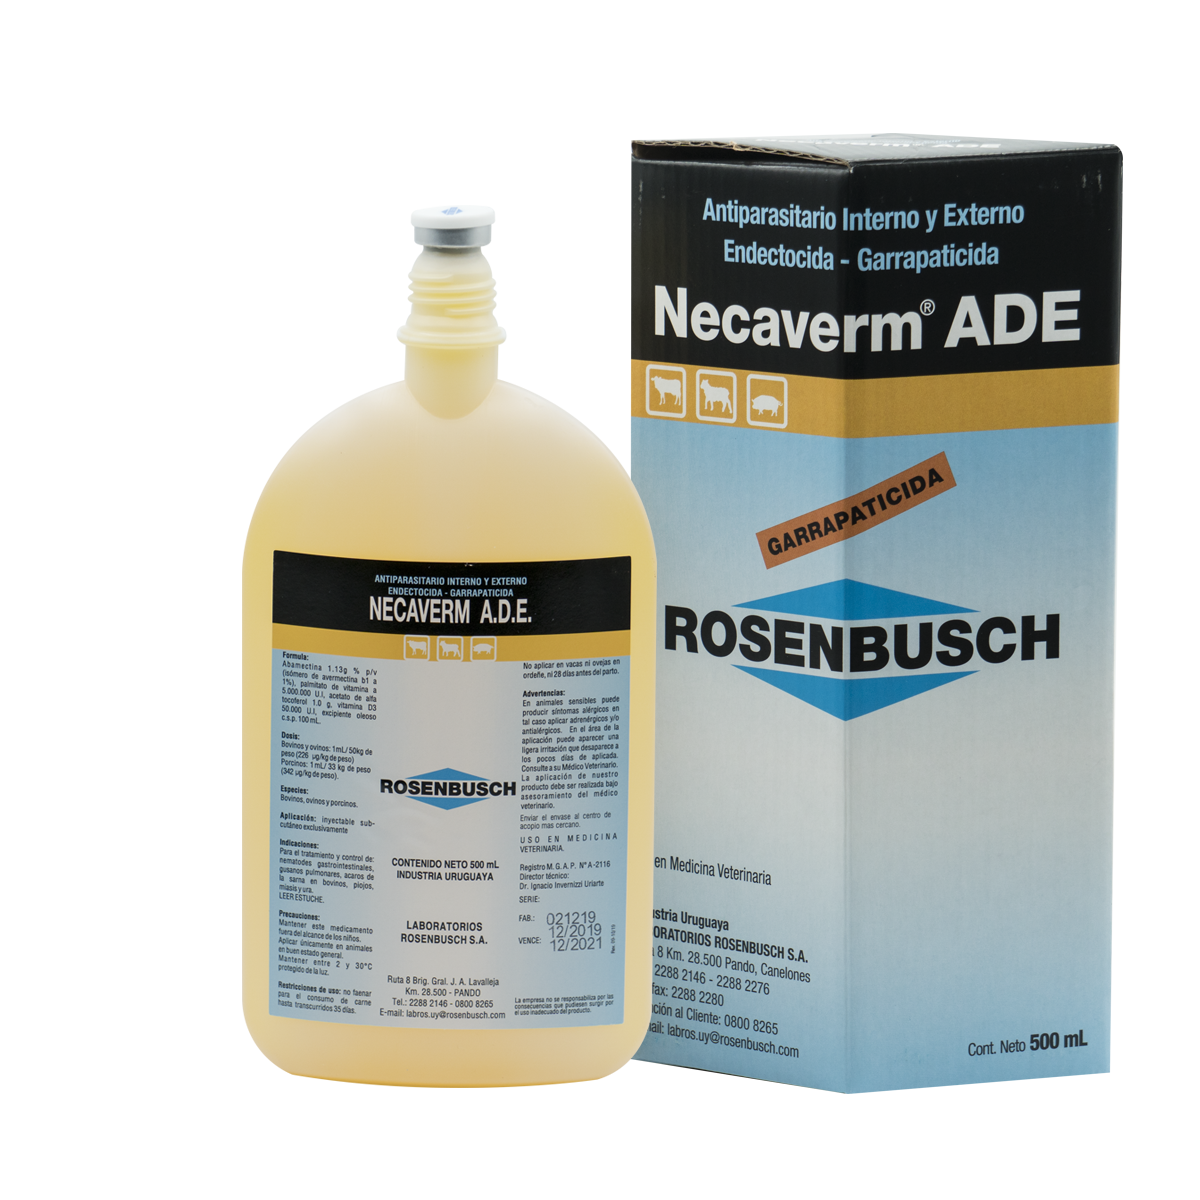 ANTIPARASITARIO INTERNO Y EXTERNO
ENDECTOCIDA - GARRAPATICIDA
NECAVERM A.D.E.
Formula:
Abamectina 1.13g % p/v
(isómero de avermectina b1 a
1%), palmitato de vitamina a
5.000.000 U.I, acetato de alfa
tocoferol 1.0 g, vitamina D3
50.000 U.I, excipiente oleoso
c.s.p. 100 mL.
Dosis:
Bovinos y ovinos: 1mL/ 50kg de
peso (226 µg/kg de peso)
Porcinos: 1mL/ 33 kg de peso
(342 µg/kg de peso).
Especies:
Bovinos, ovinos y porcinos.
Aplicación: inyectable sub-
cutáneo exclusivamente
Indicaciones:
Para el tratamiento y control de:
nematodes gastrointestinales,
gusanos pulmonares, acaros de
la sarna en bovinos, piojos,
miasis y ura.
LEER ESTUCHE.
Precauciones:
Mantener este medicamento
fuera del alcance de los niños.
Aplicar únicamente en animales
en buen estado general.
Mantener entre 2 y 30°C
protegido de la luz.
Restricciones de uso: no faenar
para el consumo de carne
hasta transcurridos 35 días.
ROSENBUSCH
CONTENIDO NETO 500 mL
INDUSTRIA URUGUAYA
LABORATORIOS
ROSENBUSCH S.A.
Ruta 8 Brig. Gral. J. A. Lavalleja
Km. 28.500 - PANDO
Tel.: 2288 2146 - 0800 8265
E-mail: labros.uy@rosenbusch.com
No aplicar en vacas ni ovejas en
ordeñe, ni 28 días antes del parto.
Advertencias:
En animales sensibles puede
producir síntomas alérgicos en
tal caso aplicar adrenérgicos y/o
antialérgicos. En el área de la
aplicación puede aparecer una
ligera irritación que desaparece a
los pocos días de aplicada.
Consulte a su Médico Veterinario.
La aplicación de nuestro
producto debe ser realizada bajo
asesoramiento del médico
veterinario.
Enviar el envase al centro de
acopio mas cercano.
USO EN MEDICINA
VETERINARIA.
Registro M. G. A. P. N° A-2116
Director técnico:
Dr. Ignacio Invernizzi Uriarte
SERIE:
FAB.: 021219
12/2019
VENCE: 12/2021
La empresa no se responsabiliza por las
consecuencias que pudiesen surgir por
el uso inadecuado del producto.
Necaverm® ADE
Antiparasitario Interno y Externo
Endectocida - Garrapaticida
Necaverm® ADE
GARRAPATICIDA
ROSENBUSCH
en Medicina Veterinaria
ustria Uruguaya
BORATORIOS ROSENBUSCH S.A.
a 8 Km. 28.500 Pando, Canelones
2288 2146 - 2288 2276
fax: 2288 2280
nción al Cliente: 0800 8265
ail: labros.uy@rosenbusch.com
Cont. Neto 500 mL